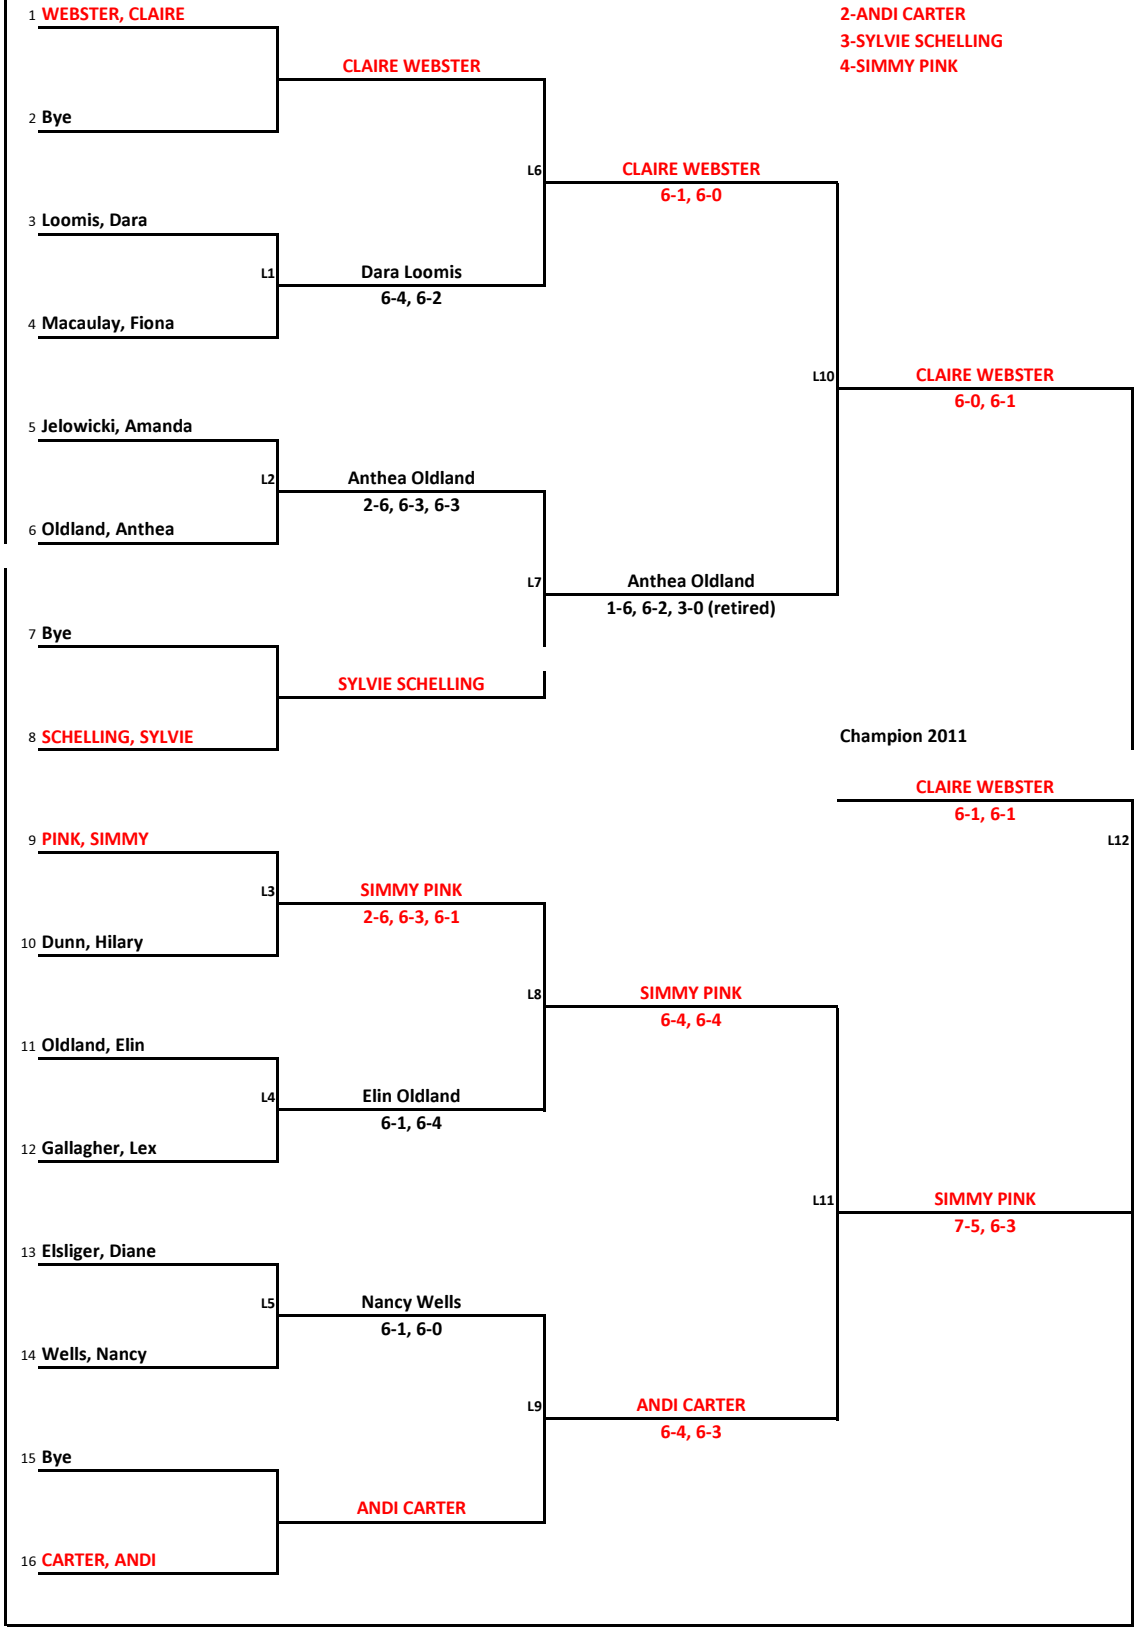 1 WEBSTER, CLAIRE
2-ANDI CARTER
3-SYLVIE SCHELLING
CLAIRE WEBSTER
4-SIMMY PINK
2 Bye
L6
CLAIRE WEBSTER
6-1, 6-0
3 Loomis, Dara
L1
Dara Loomis
6-4, 6-2
4 Macaulay, Fiona
L10
CLAIRE WEBSTER
6-0, 6-1
5 Jelowicki, Amanda
L2
Anthea Oldland
2-6, 6-3, 6-3
6 Oldland, Anthea
L7
Anthea Oldland
1-6, 6-2, 3-0 (retired)
7 Bye
SYLVIE SCHELLING
8 SCHELLING, SYLVIE
Champion 2011
CLAIRE WEBSTER
6-1, 6-1
9 PINK, SIMMY
L12
L3
SIMMY PINK
2-6, 6-3, 6-1
10 Dunn, Hilary
L8
SIMMY PINK
6-4, 6-4
11 Oldland, Elin
L4
Elin Oldland
6-1, 6-4
12 Gallagher, Lex
L11
SIMMY PINK
7-5, 6-3
13 Elsliger, Diane
L5
Nancy Wells
6-1, 6-0
14 Wells, Nancy
L9
ANDI CARTER
6-4, 6-3
15 Bye
ANDI CARTER
16 CARTER, ANDI